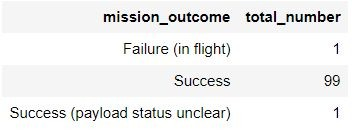 mission_outcome total_number
Failure (in flight) 1
Success 99
Success (payload status unclear) 1